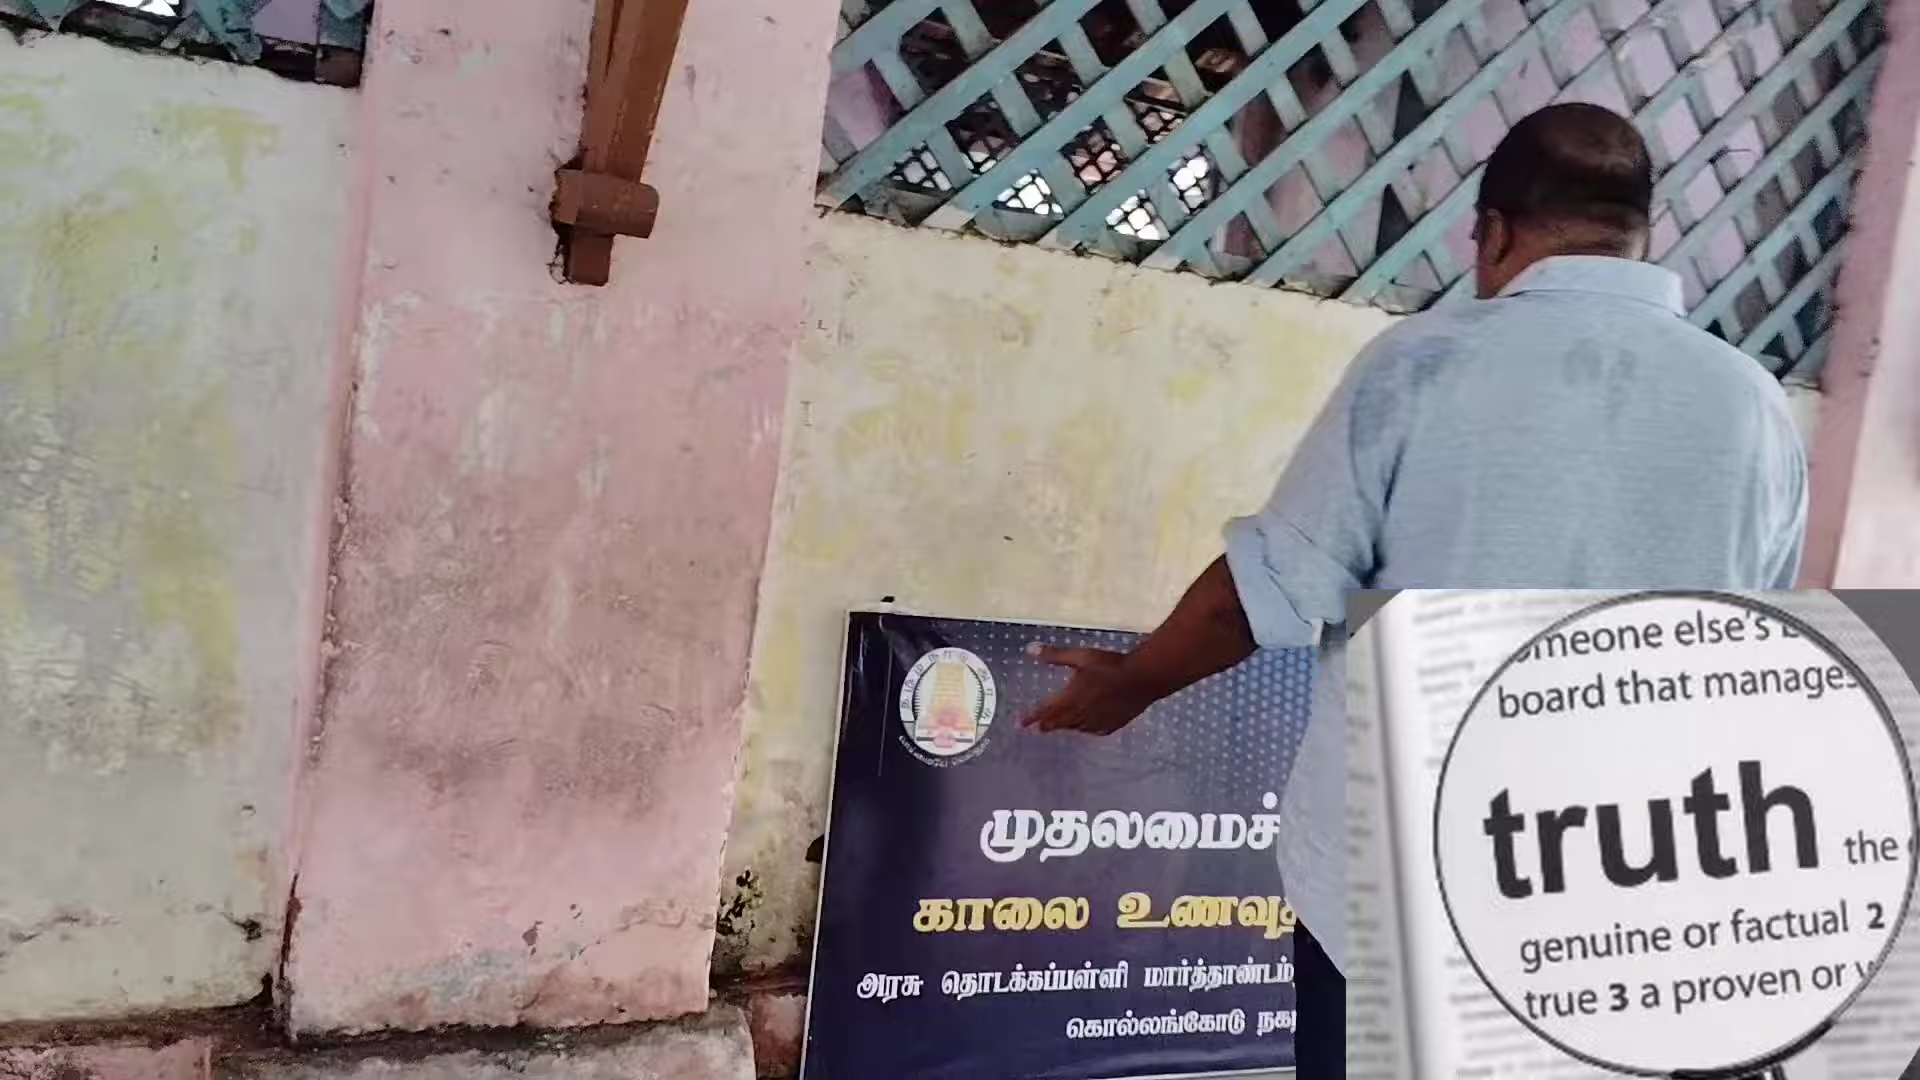 முதலமைச்
காலை உணவுத்
அரசு தொடக்கப்பள்ளி மார்த்தாண்டம்
கொல்லங்கோடு நகர
omeone else's
board that manages
truth the
genuine or factual 2
true 3 a proven or